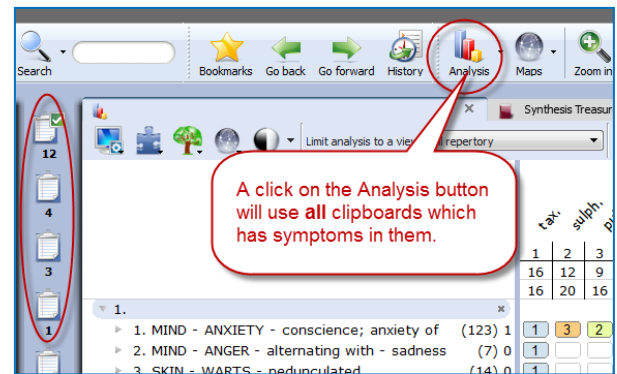 Search
Bookmarks Go back Go forward History Analysis Maps Zoom in
12
4
3
1
Synthesis Treasur
Limit analysis to a vie repertory
A click on the Analysis button
will use all clipboards which
has symptoms in them.
tax. sulph.
1 2 3
16 12 9
16 20 16
1.
1. MIND - ANXIETY - conscience; anxiety of (123) 1 1 3 2
2. MIND - ANGER - alternating with - sadness (7) 0 1
3. SKIN - WARTS - pedunculated (14) 0 1